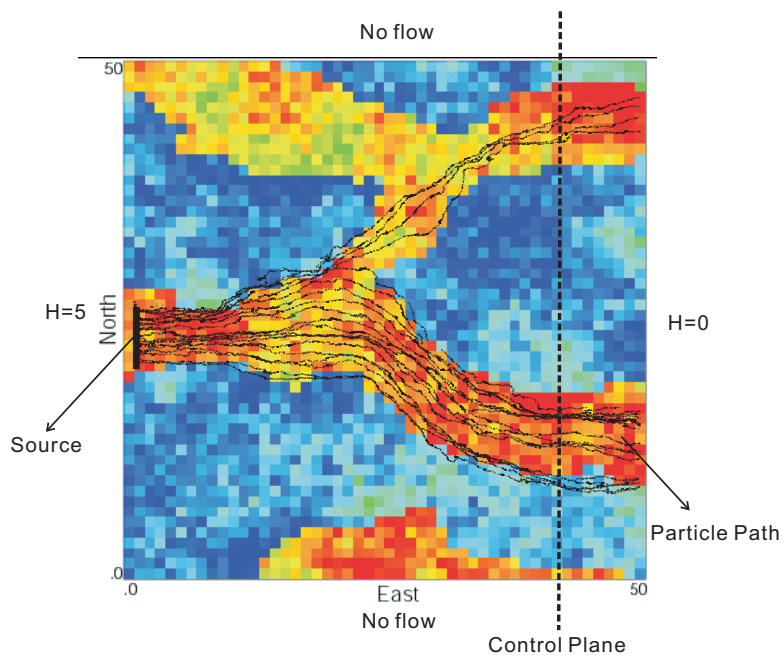 No flow
50
H=5
North
H=0
Source
Particle Path
.0
.0
East
50
No flow
Control Plane